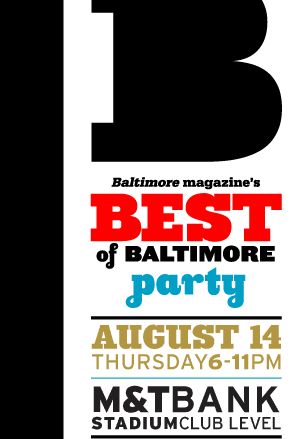 B
Baltimore magazine's
BEST
of BALTIMORE
party
AUGUST 14
THURSDAY6-11PM
M&TBANK
STADIUMCLUB LEVEL